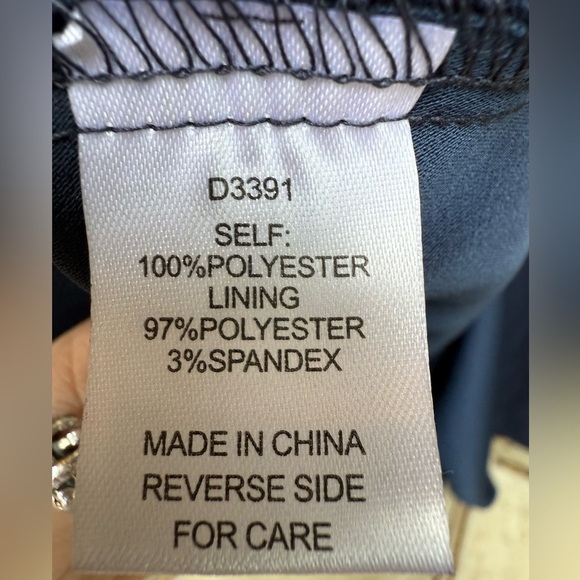 D3391
SELF:
100%POLYESTER
LINING
97%POLYESTER
3%SPANDEX
MADE IN CHINA
REVERSE SIDE
FOR CARE